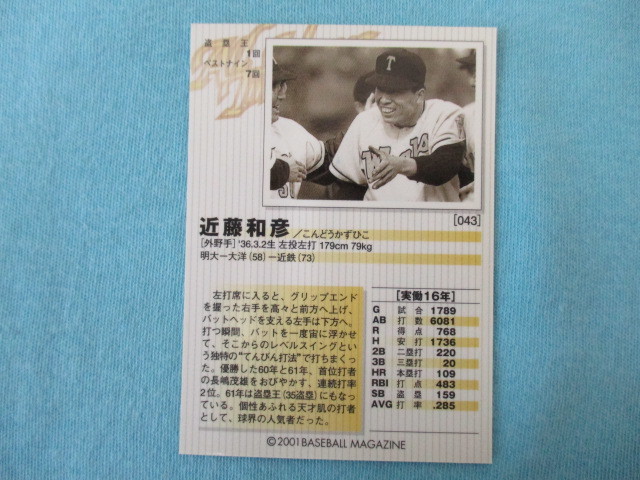 盗塁王
1回
ベストナイン
7回
T
[043]
近藤和彦／こんどうかずひこ
[外野手] '36.3.2生 左投左打 179cm 79kg
明大ー大洋(58)ー近鉄(73)
左打席に入ると、グリップエンド
を握った右手を高々と前方へ上げ、
バットヘッドを支える左手は下方へ。
打つ瞬間、バットを一度宙に浮かせ
て、そこからのレベルスイングとい
う独特の“てんびん打法”で打ちまくっ
た。優勝した60年と61年、首位打者
の長嶋茂雄をおびやかす、連続打率
2位。61年は盗塁王(35盗塁)にもなっ
ている。個性あふれる天才肌の打者
として、球界の人気者だった。
[実働16年]
G 試合 1789
AB 打数 6081
R 得点 768
H 安打 1736
2B 二塁打 220
3B 三塁打 20
HR 本塁打 109
RBI 打点 483
SB 盗塁 159
AVG 打率 .285
©2001 BASEBALL MAGAZINE